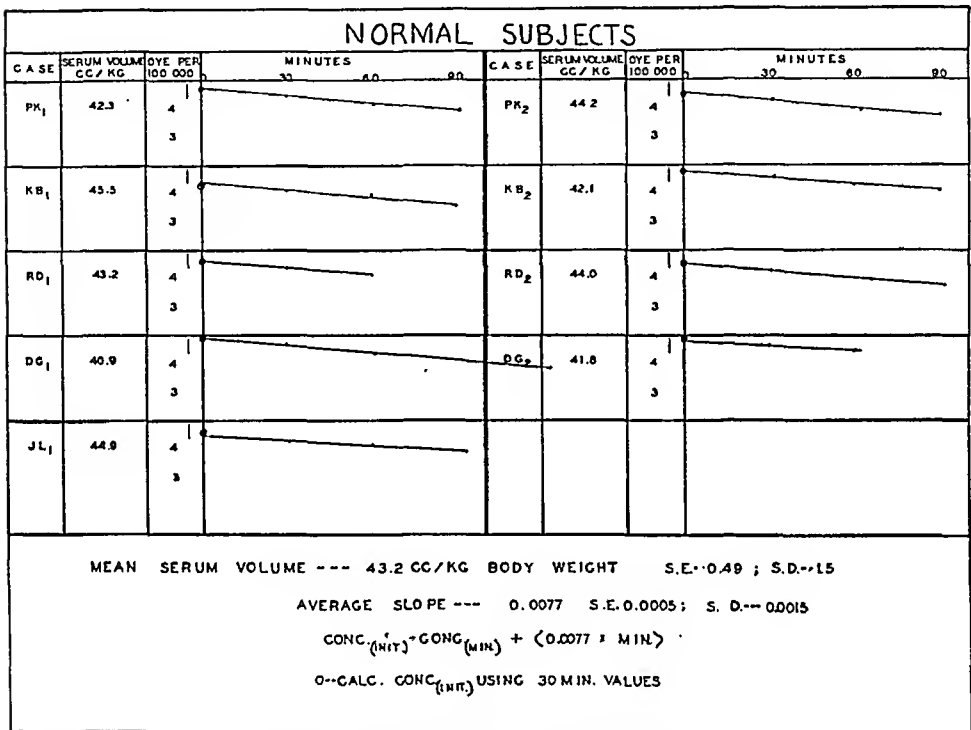 NORMAL SUBJECTS
CASE SERUM VOLUME CC/KG DYE PER 100 000 MINUTES 0 30 60 90 CASE SERUM VOLUME CC/KG DYE PER 100 000 MINUTES 0 30 60 90
PK1 42.3 4 3 PK2 44.2 4 3
KB1 45.5 4 3 KB2 42.1 4 3
RD1 43.2 4 3 RD2 44.0 4 3
DG1 40.9 4 3 DG2 41.8 4 3
JL1 44.9 4 3
MEAN SERUM VOLUME --- 43.2 CC/KG BODY WEIGHT S.E.--0.49 ; S.D.--1.5
AVERAGE SLOPE --- 0.0077 S.E. 0.0005; S. D.--- 0.0015
CONC.(INIT.) = CONC(MIN.) + (0.0077 x MIN.)
O--CALC. CONC(INIT.) USING 30 MIN. VALUES